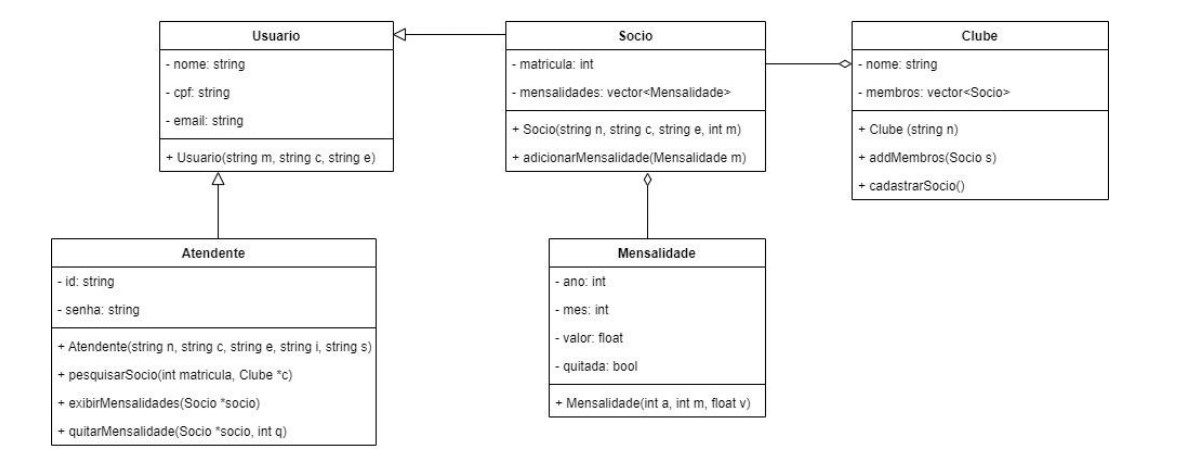 Usuario
- nome: string
- cpf: string
- email: string
+ Usuario(string m, string c, string e)
Socio
- matricula: int
- mensalidades: vector<Mensalidade>
+ Socio(string n, string c, string e, int m)
+ adicionarMensalidade(Mensalidade m)
Clube
- nome: string
- membros: vector<Socio>
+ Clube (string n)
+ addMembros(Socio s)
+ cadastrarSocio()
Atendente
- id: string
- senha: string
+ Atendente(string n, string c, string e, string i, string s)
+ pesquisarSocio(int matricula, Clube *c)
+ exibirMensalidades(Socio *socio)
+ quitarMensalidade(Socio *socio, int q)
Mensalidade
- ano: int
- mes: int
- valor: float
- quitada: bool
+ Mensalidade(int a, int m, float v)